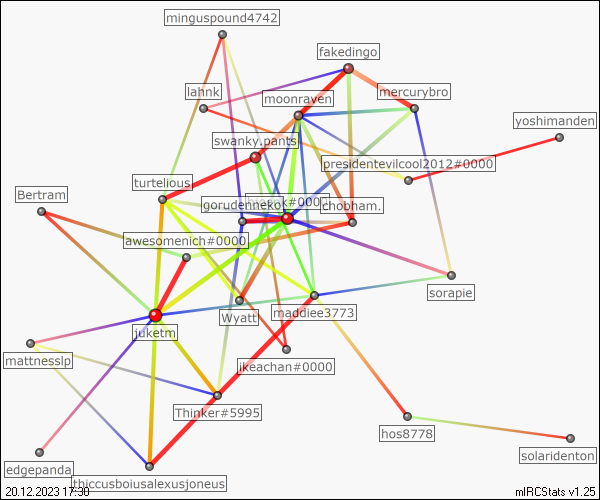 minguspound4742
fakedingo
lahnk
moonraven
mercurybro
yoshimanden
swanky.pants
presidentevilcool2012#0000
turtelious
Bertram
gorudenneko
chobham.
awesomenich#0000
sorapie
Wyatt
maddiee3773
juketm
mattnesslp
ikeachan#0000
Thinker#5995
hos8778
solaridenton
edgepanda
thiccusboiusalexusjoneus
20.12.2023 17:30
mIRCStats v1.25